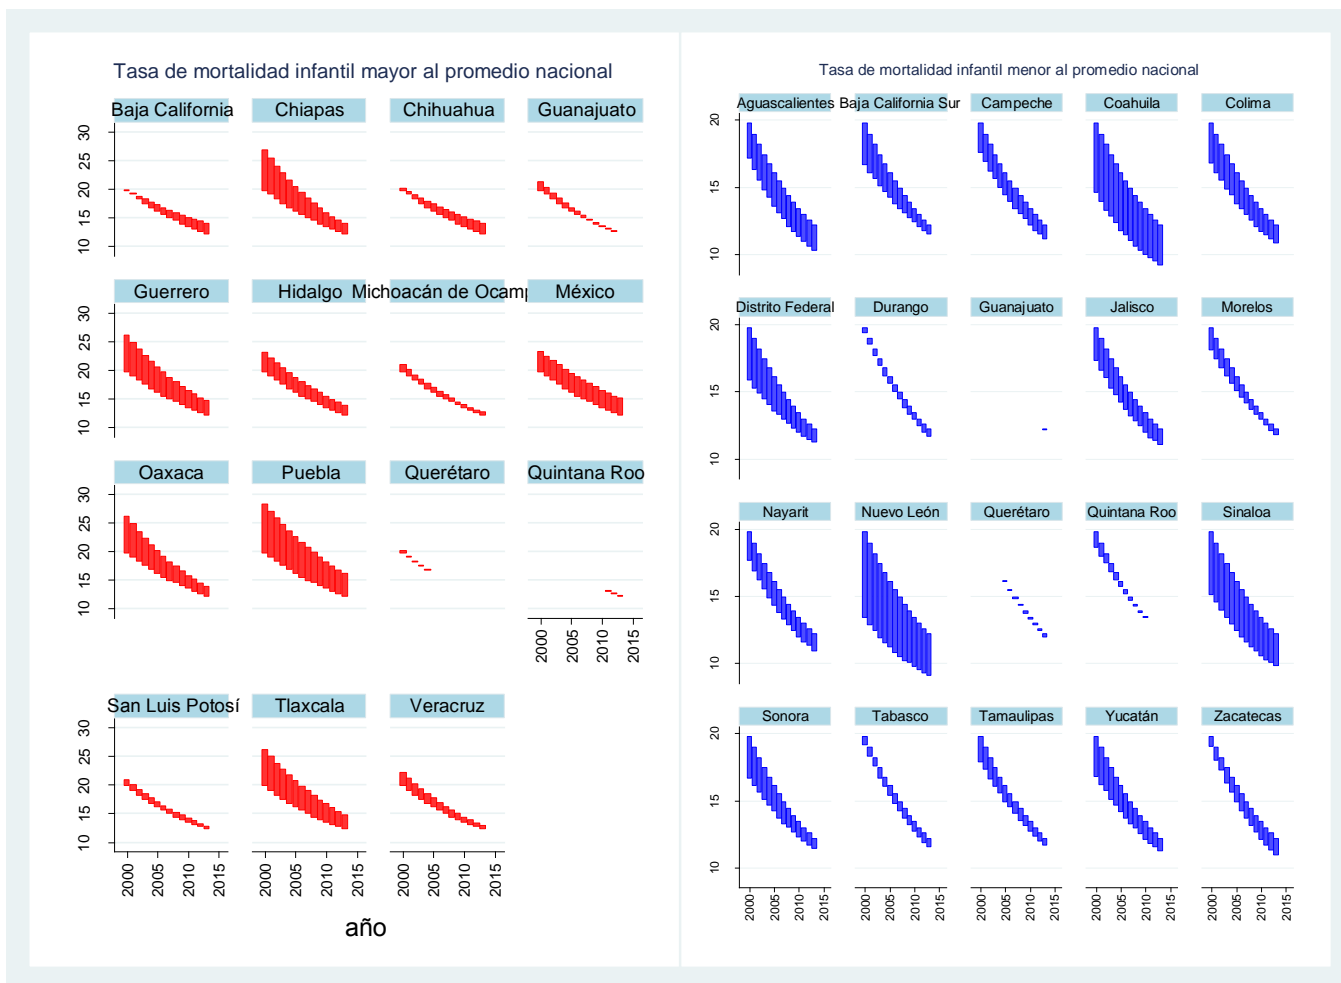 Tasa de mortalidad infantil mayor al promedio nacional
Baja California Chiapas Chihuahua Guanajuato
30
25
20
15
10
Guerrero Hidalgo Michoacán de Ocamp México
30
25
20
15
10
Oaxaca Puebla Querétaro Quintana Roo
30
25
20
15
10
2000 2005 2010 2015
San Luis Potosí Tlaxcala Veracruz
30
25
20
15
10
2000 2005 2010 2015 2000 2005 2010 2015 2000 2005 2010 2015
año
Tasa de mortalidad infantil menor al promedio nacional
Aguascalientes Baja California Sur Campeche Coahuila Colima
20
15
10
Distrito Federal Durango Guanajuato Jalisco Morelos
20
15
10
Nayarit Nuevo León Querétaro Quintana Roo Sinaloa
20
15
10
Sonora Tabasco Tamaulipas Yucatán Zacatecas
20
15
10
2000 2005 2010 2015 2000 2005 2010 2015 2000 2005 2010 2015 2000 2005 2010 2015 2000 2005 2010 2015